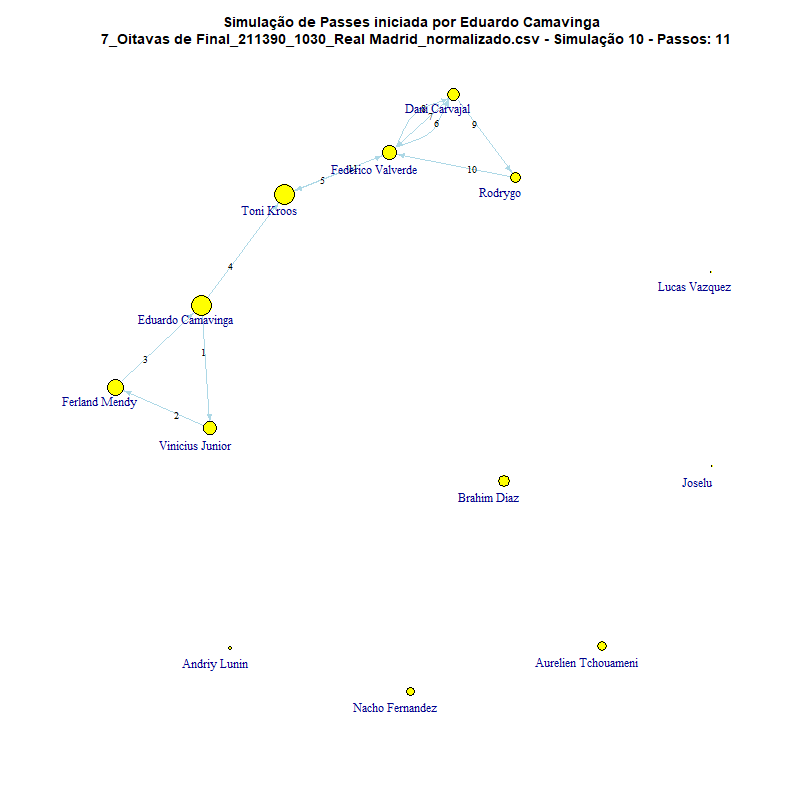 Simulação de Passes iniciada por Eduardo Camavinga
7_Oitavas de Final_211390_1030_Real Madrid_normalizado.csv - Simulação 10 - Passos: 11
Dani Carvajal
7
6
9
Federico Valverde
10
5
Rodrygo
Toni Kroos
4
Lucas Vazquez
Eduardo Camavinga
1
3
Ferland Mendy
2
Vinicius Junior
Joselu
Brahim Diaz
Andriy Lunin
Aurelien Tchouameni
Nacho Fernandez